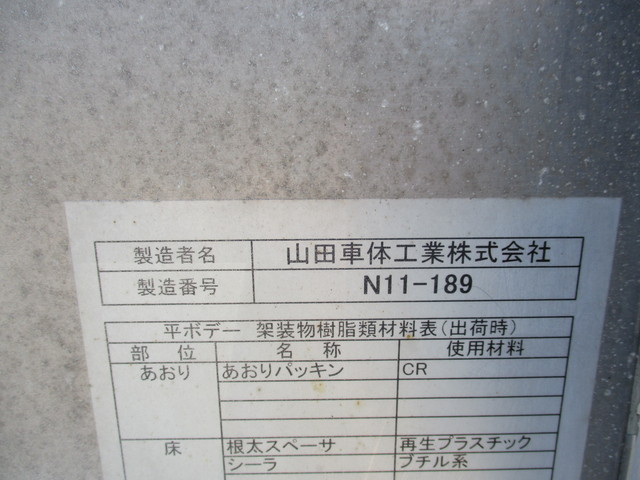 製造者名 山田車体工業株式会社
製造番号 N11-189
平ボデー 架装物樹脂類材料表(出荷時)
部位 名称 使用材料
あおり あおりパッキン CR
床 根太スペーサ 再生プラスチック
シーラ ブチル系